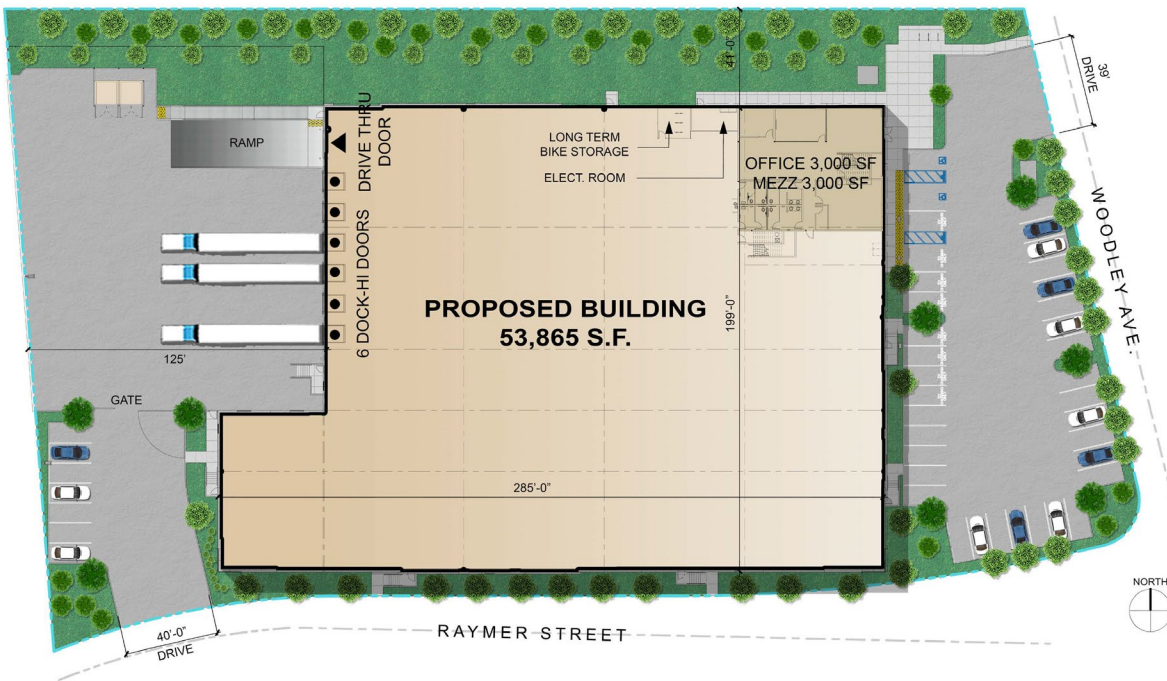 41'-0"
39'
DRIVE
DRIVE THRU
DOOR
RAMP
LONG TERM
BIKE STORAGE
ELECT. ROOM
OFFICE 3,000 SF
MEZZ 3,000 SF
WOODLEY AVE.
6 DOCK-HI DOORS
PROPOSED BUILDING
53,865 S.F.
199'-0"
125'
GATE
285'-0"
NORTH
RAYMER STREET
40'-0"
DRIVE